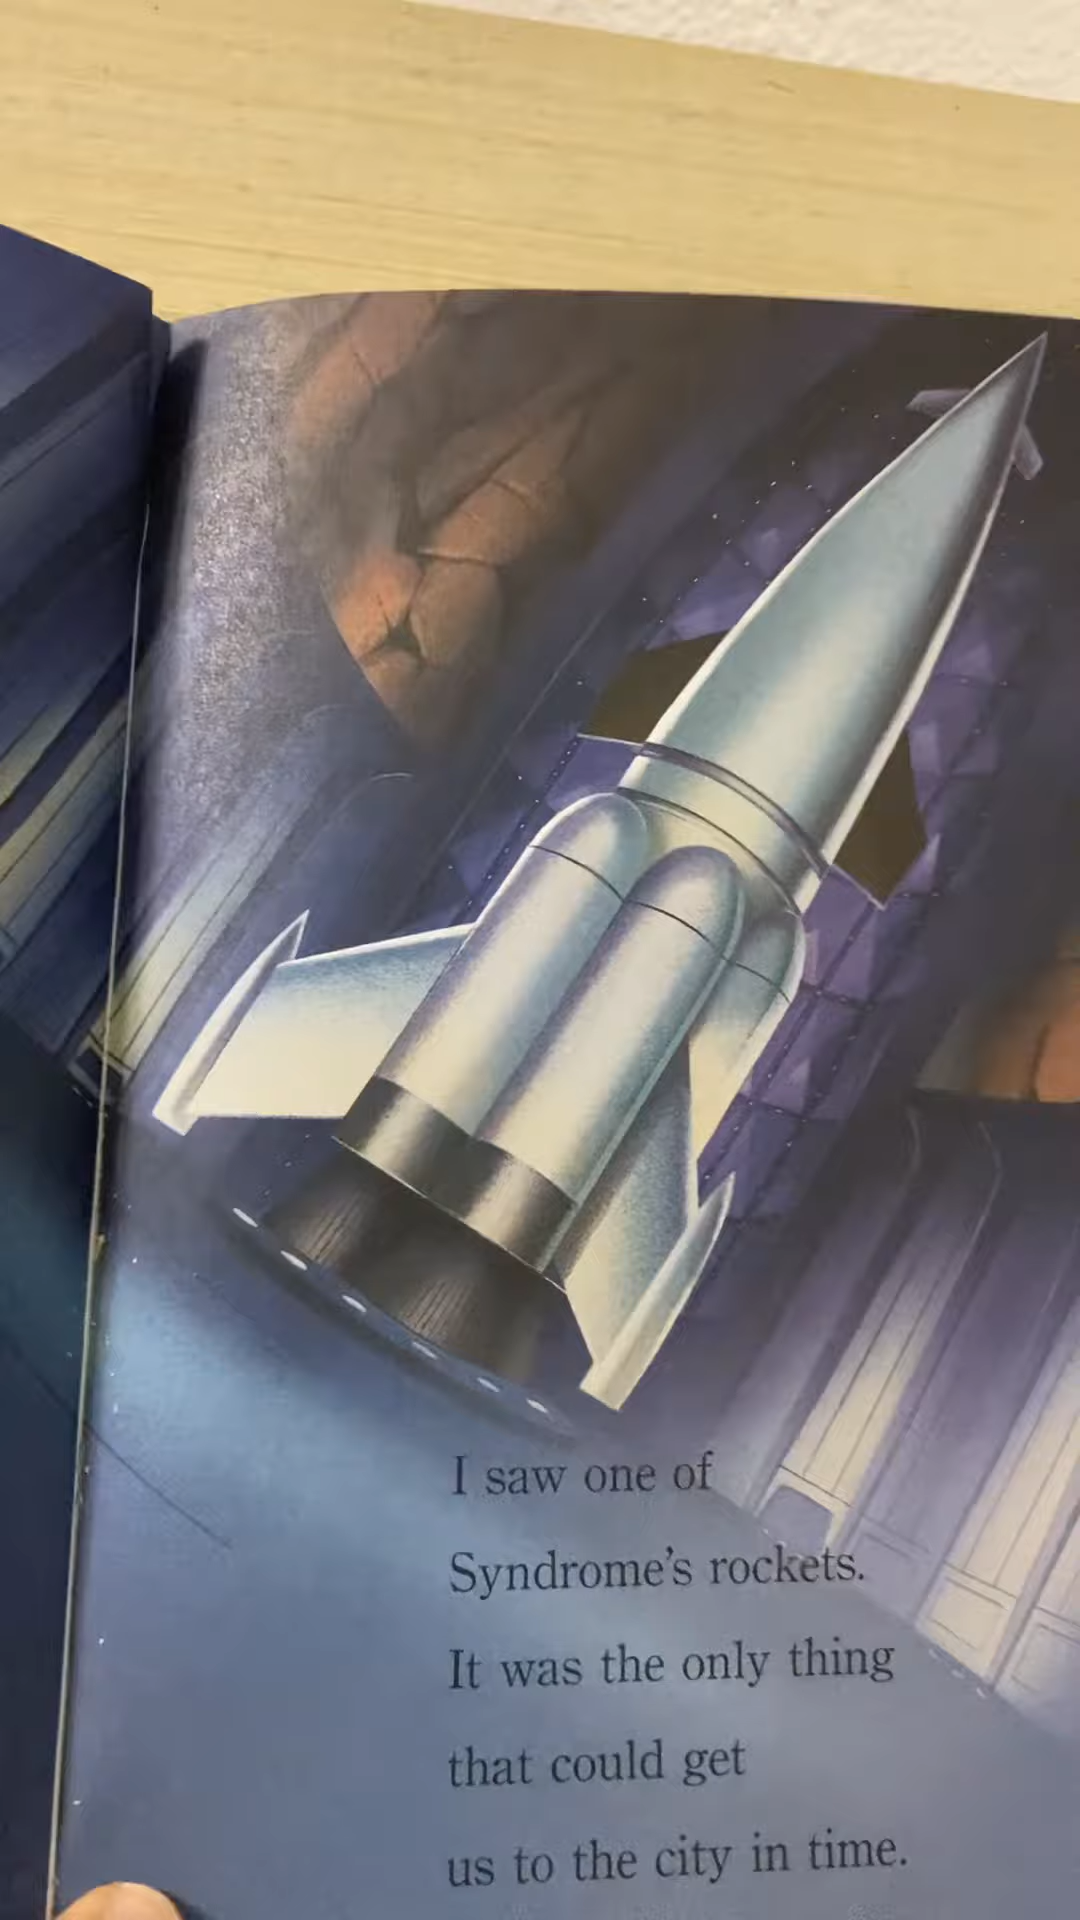 I saw one of
Syndrome's rockets.
It was the only thing
that could get
us to the city in time.